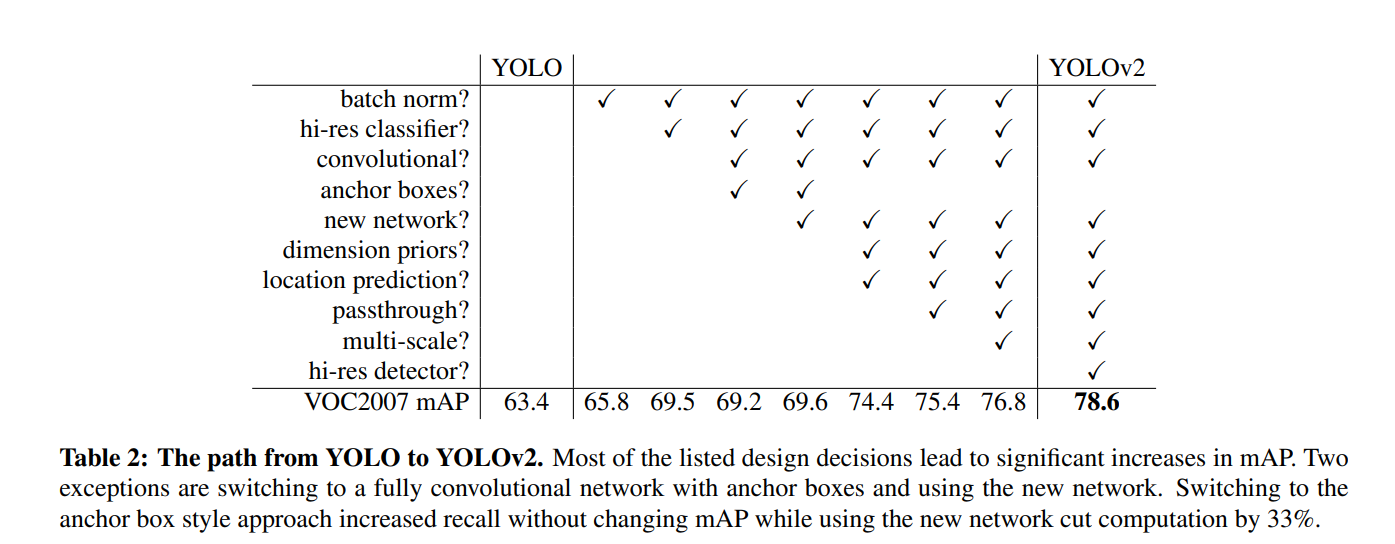 YOLO YOLOv2
batch norm? ✓ ✓ ✓ ✓ ✓ ✓ ✓ ✓
hi-res classifier? ✓ ✓ ✓ ✓ ✓ ✓ ✓
convolutional? ✓ ✓ ✓ ✓ ✓ ✓
anchor boxes? ✓ ✓
new network? ✓ ✓ ✓ ✓ ✓
dimension priors? ✓ ✓ ✓ ✓
location prediction? ✓ ✓ ✓ ✓
passthrough? ✓ ✓ ✓
multi-scale? ✓ ✓
hi-res detector? ✓
VOC2007 mAP 63.4 65.8 69.5 69.2 69.6 74.4 75.4 76.8 78.6
Table 2: The path from YOLO to YOLOv2. Most of the listed design decisions lead to significant increases in mAP. Two
exceptions are switching to a fully convolutional network with anchor boxes and using the new network. Switching to the
anchor box style approach increased recall without changing mAP while using the new network cut computation by 33%.